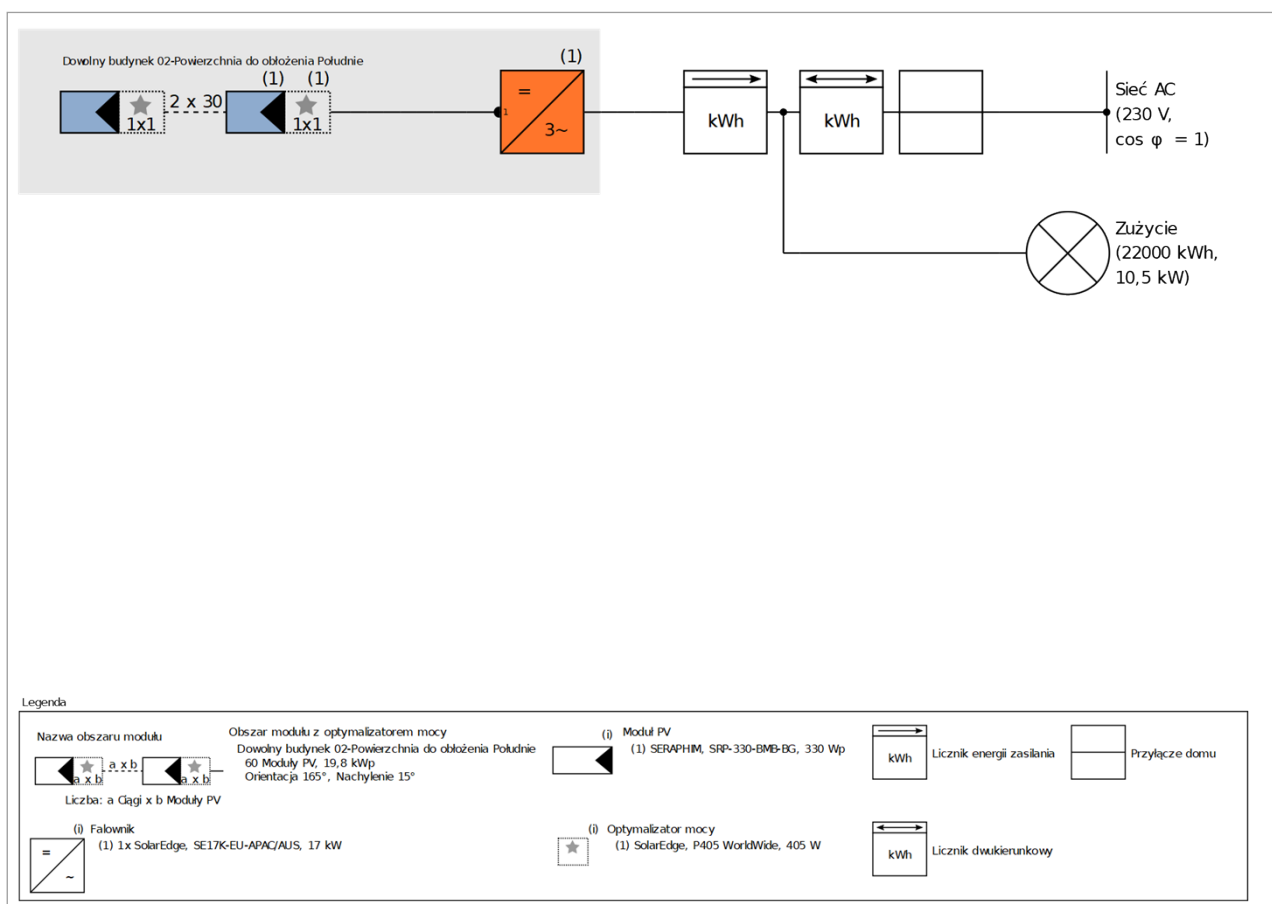 Dowolny budynek 02-Powierzchnia do obłożenia Południe
(1) (1) (1)
2 x 30
1x1 1x1
=
1
3~
kWh kWh
Sieć AC
(230 V,
cos φ = 1)
Zużycie
(22000 kWh,
10,5 kW)
Legenda
Nazwa obszaru modułu
a x b
a x b a x b
Liczba: a Ciągi x b Moduły PV
Obszar modułu z optymalizatorem mocy
Dowolny budynek 02-Powierzchnia do obłożenia Południe
60 Moduły PV, 19,8 kWp
Orientacja 165°, Nachylenie 15°
(i) Moduł PV
(1) SERAPHIM, SRP-330-BMB-BG, 330 Wp
kWh
Licznik energii zasilania
Przyłącze domu
(i) Falownik
(1) 1x SolarEdge, SE17K-EU-APAC/AUS, 17 kW
=
~
(i) Optymalizator mocy
(1) SolarEdge, P405 WorldWide, 405 W
kWh
Licznik dwukierunkowy